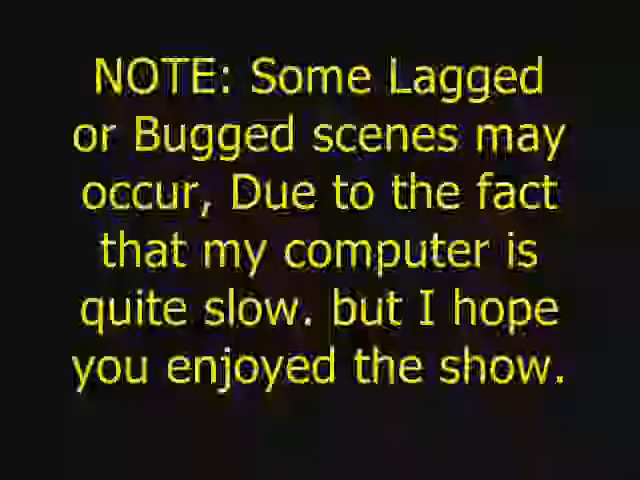 NOTE: Some Lagged
or Bugged scenes may
occur, Due to the fact
that my computer is
quite slow. but I hope
you enjoyed the show.